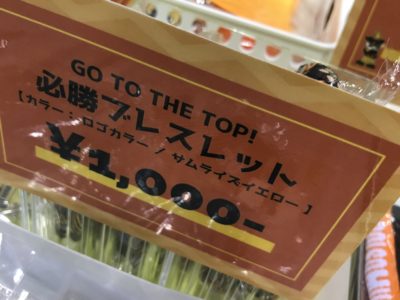 GO TO THE TOP!
必勝ブレスレット
[ カラー : ロゴカラー / サムライズイエロー ]
¥1,000-